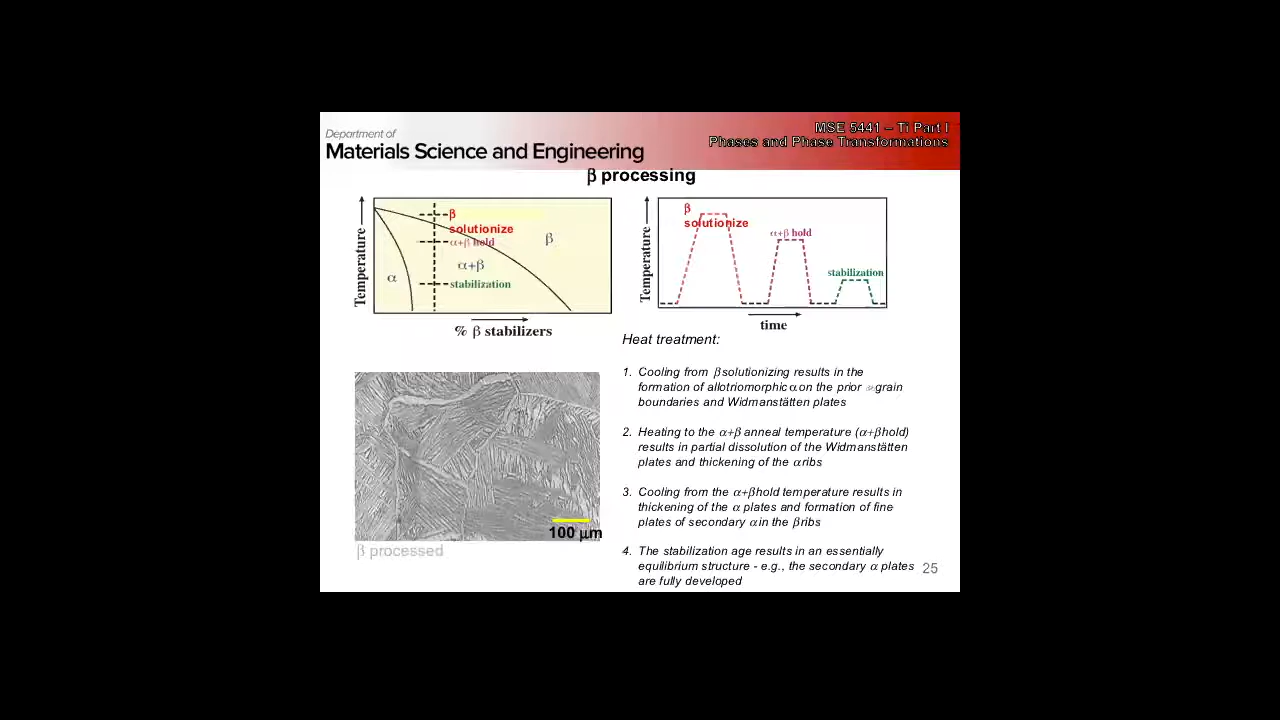 Department of
Materials Science and Engineering
MSE 5441 – Ti Part I
Phases and Phase Transformations
β processing
Temperature
β
solutionize
α+β hold
β
α+β
α
stabilization
% β stabilizers
Temperature
β
solutionize
α+β hold
stabilization
time
Heat treatment:
1. Cooling from β solutionizing results in the
formation of allotriomorphic α on the prior grain
boundaries and Widmanstätten plates
2. Heating to the α+β anneal temperature (α+β hold)
results in partial dissolution of the Widmanstätten
plates and thickening of the α ribs
3. Cooling from the α+β hold temperature results in
thickening of the α plates and formation of fine
plates of secondary α in the β ribs
4. The stabilization age results in an essentially
equilibrium structure - e.g., the secondary α plates
are fully developed
100 μm
β processed
25